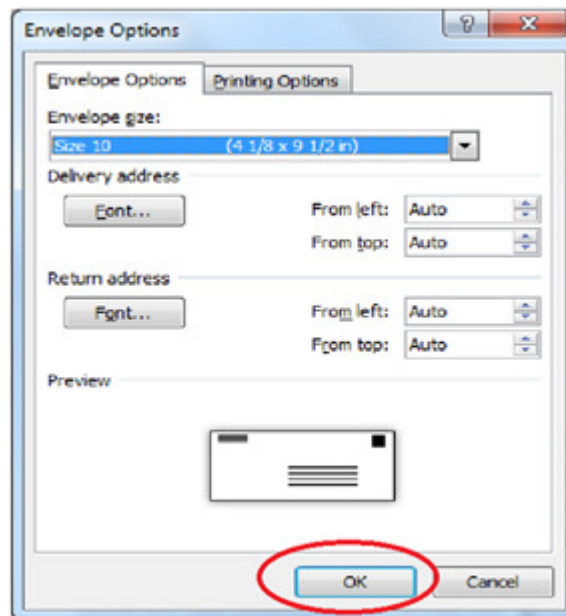 Envelope Options
Envelope Options Printing Options
Envelope size:
Size 10 (4 1/8 x 9 1/2 in)
Delivery address
Font... From left: Auto
From top: Auto
Return address
Font... From left: Auto
From top: Auto
Preview
OK Cancel